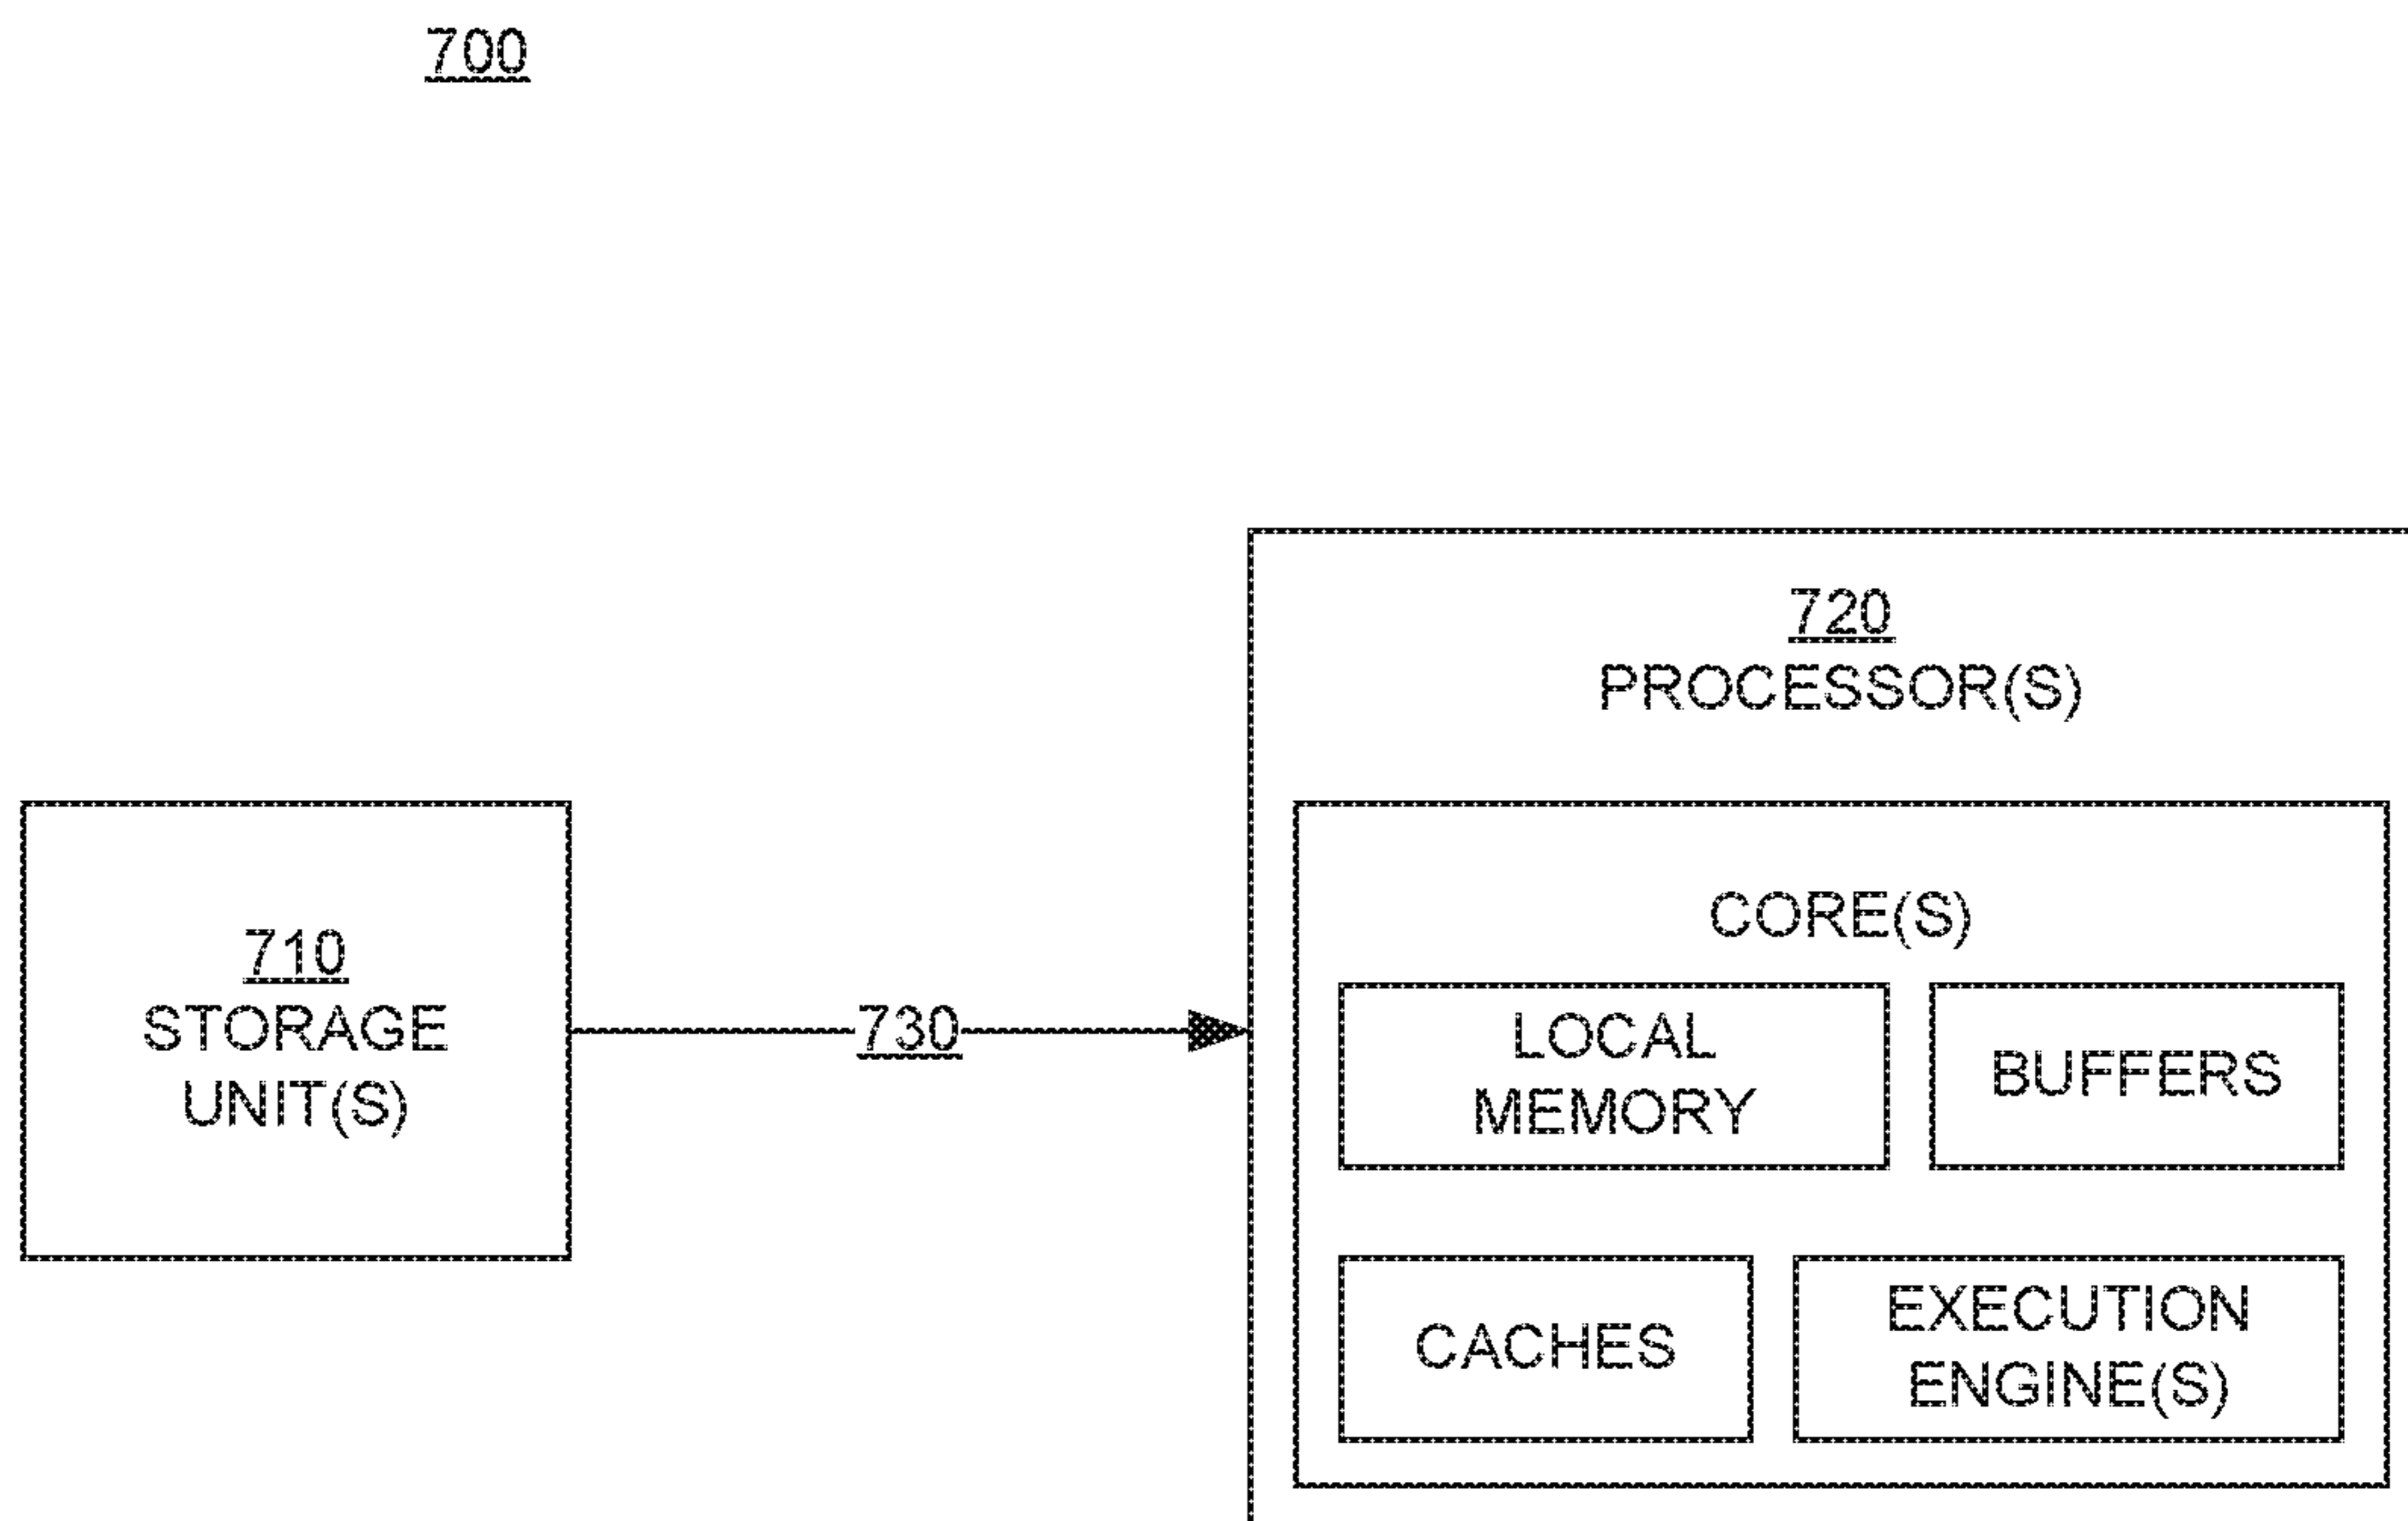 700
720
PROCESSOR(S)
710
STORAGE
UNIT(S)
730
CORE(S)
LOCAL
MEMORY
BUFFERS
CACHES
EXECUTION
ENGINE(S)